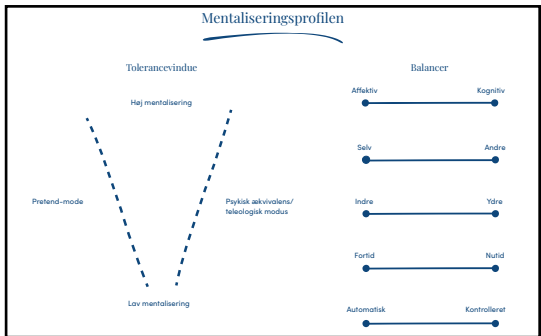 Mentaliseringsprofilen
Tolerancevindue
Høj mentalisering
Pretend-mode
Psykisk ækvivalens/
teleologisk modus
Lav mentalisering
Balancer
Affektiv Kognitiv
Selv Andre
Indre Ydre
Fortid Nutid
Automatisk Kontrolleret